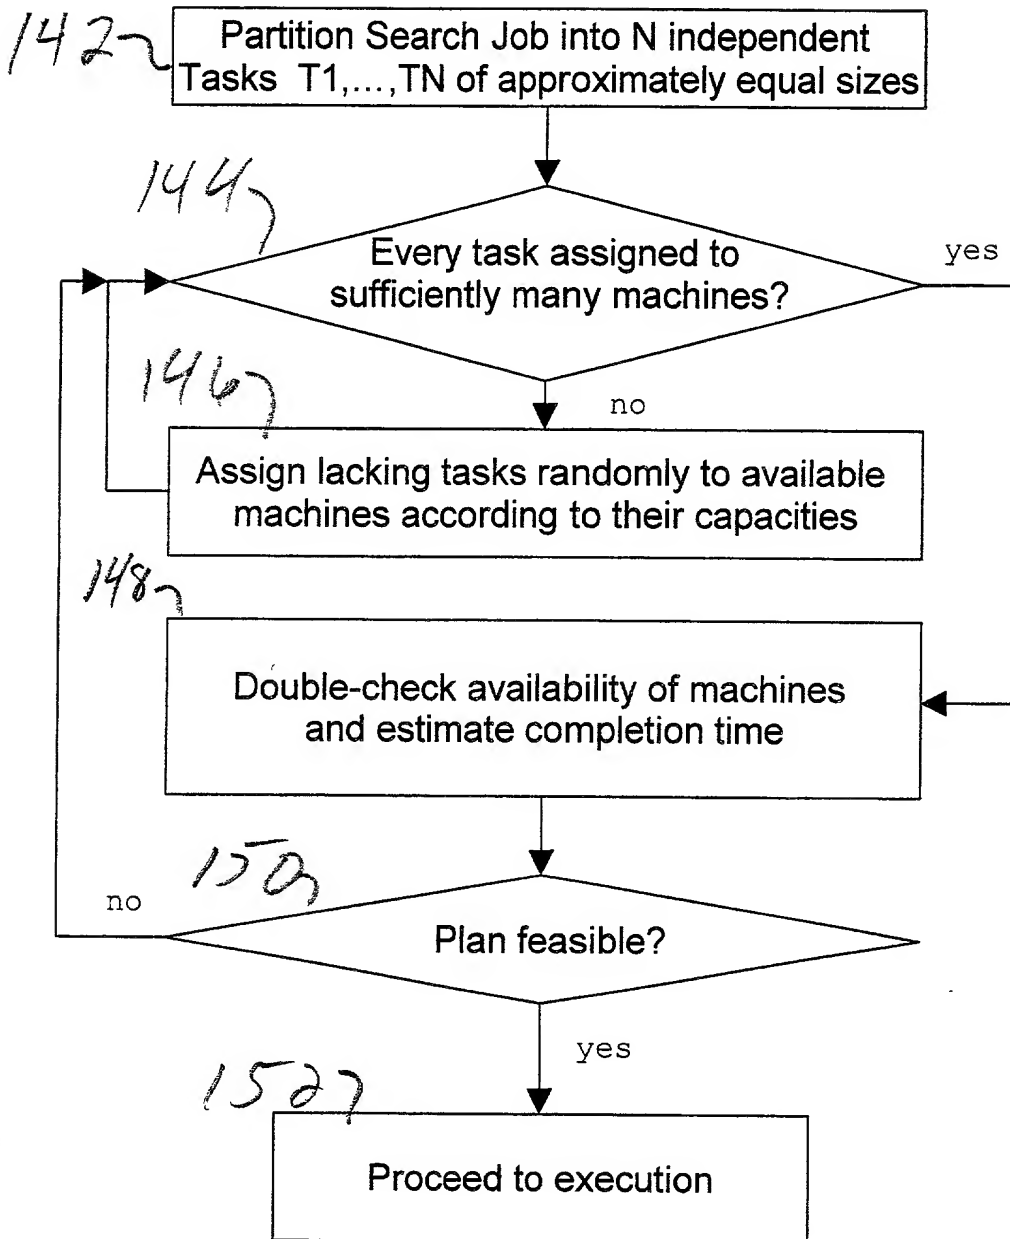 142
Partition Search Job into N independent
Tasks T1,...,TN of approximately equal sizes
144
Every task assigned to
sufficiently many machines?
yes
146
no
Assign lacking tasks randomly to available
machines according to their capacities
148
Double-check availability of machines
and estimate completion time
150
no
Plan feasible?
yes
152
Proceed to execution